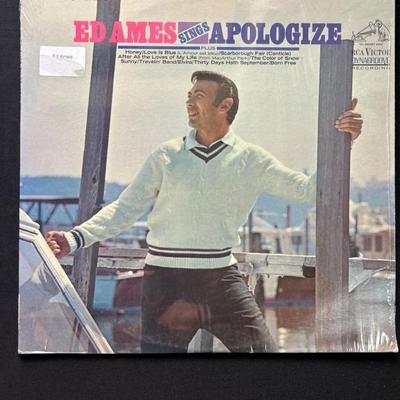 ED AMES SINGS APOLOGIZE
PLUS
Honey/Love Is Blue (L'Amour est bleu)/Scarborough Fair (Canticle)
After All the Loves of My Life (from MacArthur Park)/The Color of Snow
Sunny/Travelin' Band/Elvira/Thirty Days Hath September/Born Free
Ed Ames
RCA VICTOR
DYNAGROOVE
RECORDING